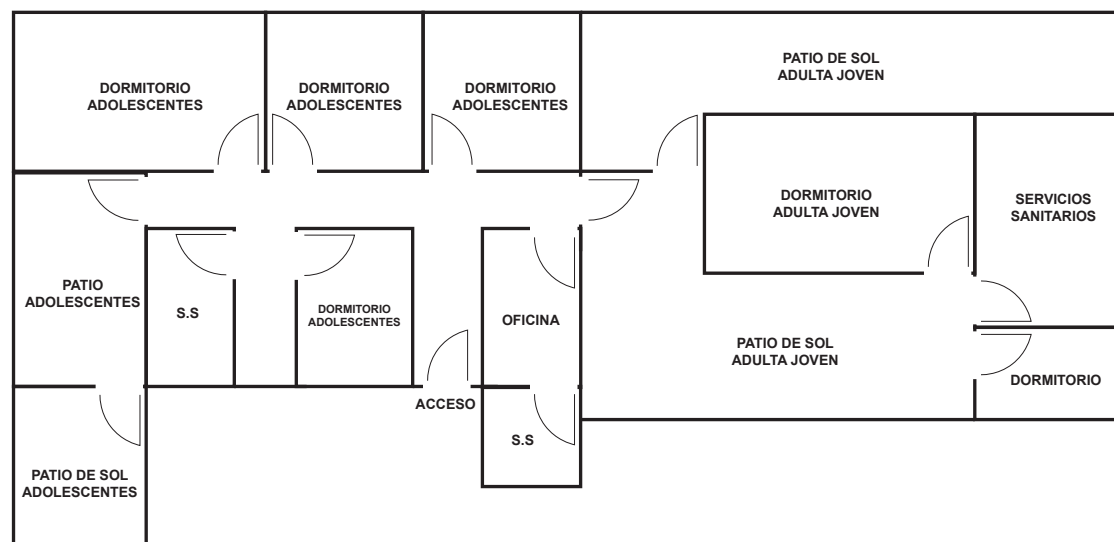 DORMITORIO
ADOLESCENTES
DORMITORIO
ADOLESCENTES
DORMITORIO
ADOLESCENTES
PATIO DE SOL
ADULTA JOVEN
DORMITORIO
ADULTA JOVEN
SERVICIOS
SANITARIOS
PATIO
ADOLESCENTES
S.S
DORMITORIO
ADOLESCENTES
OFICINA
PATIO DE SOL
ADULTA JOVEN
DORMITORIO
ACCESO
S.S
PATIO DE SOL
ADOLESCENTES